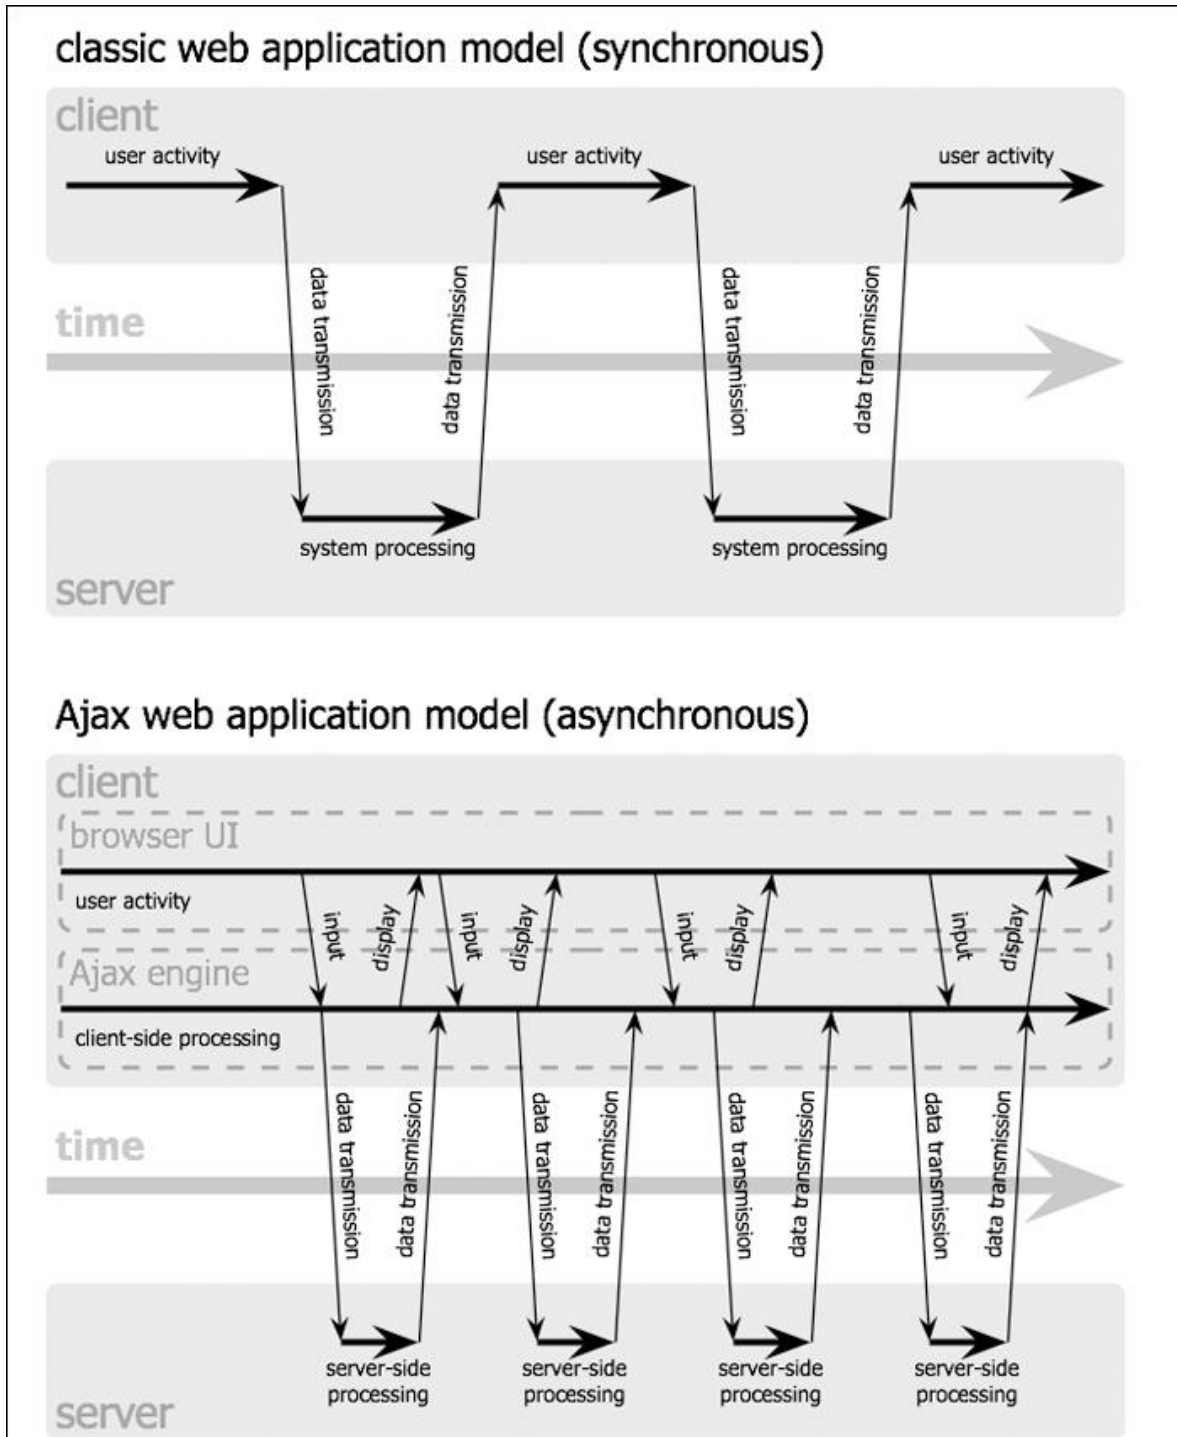 classic web application model (synchronous)
client
user activity
user activity
user activity
data transmission
data transmission
data transmission
data transmission
time
system processing
system processing
server
Ajax web application model (asynchronous)
client
browser UI
user activity
input
display
input
display
input
display
input
display
Ajax engine
client-side processing
data transmission
data transmission
data transmission
data transmission
data transmission
data transmission
data transmission
data transmission
time
server-side
processing
server-side
processing
server-side
processing
server-side
processing
server